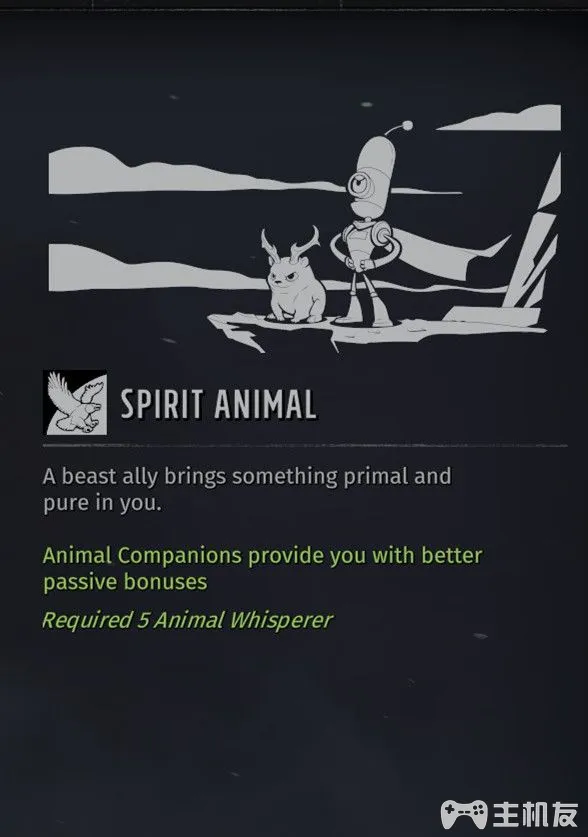 SPIRIT ANIMAL
A beast ally brings something primal and
pure in you.
Animal Companions provide you with better
passive bonuses
Required 5 Animal Whisperer
主机友